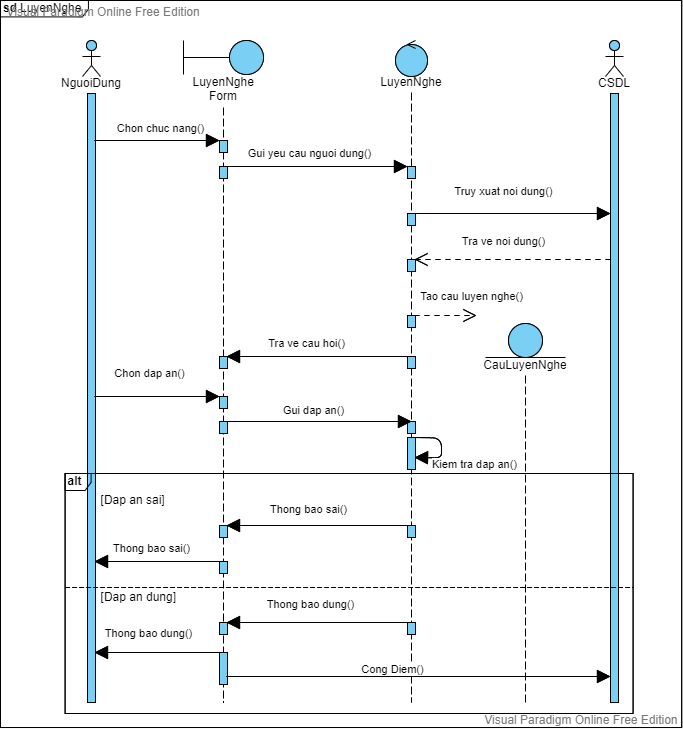 sd LuyenNghe
Visual Paradigm Online Free Edition
NguoiDung
LuyenNghe
Form
LuyenNghe
CSDL
Chon chuc nang()
Gui yeu cau nguoi dung()
Truy xuat noi dung()
Tra ve noi dung()
Tao cau luyen nghe()
Tra ve cau hoi()
CauLuyenNghe
Chon dap an()
Gui dap an()
Kiem tra dap an()
alt
[Dap an sai]
Thong bao sai()
Thong bao sai()
[Dap an dung]
Thong bao dung()
Thong bao dung()
Cong Diem()
Visual Paradigm Online Free Edition